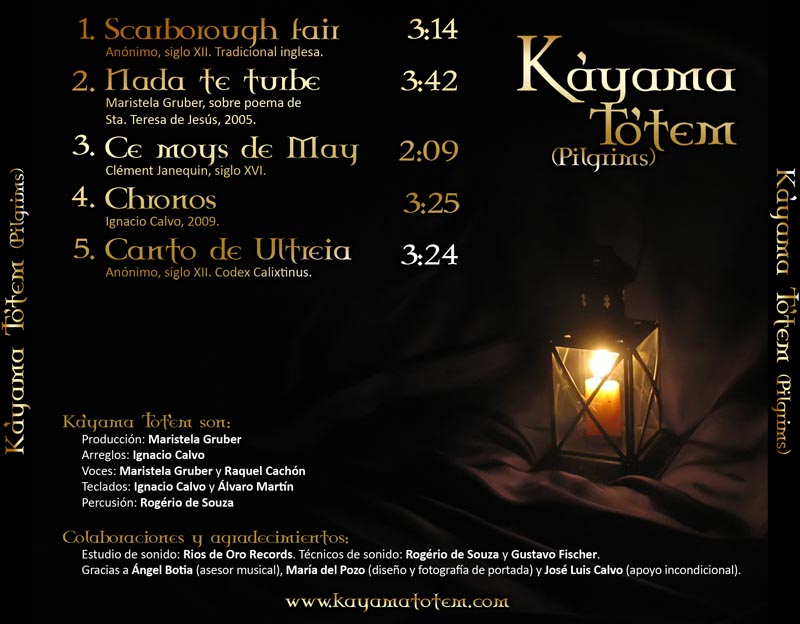 1. Scarborough fair 3:14
Anónimo, siglo XII. Tradicional inglesa.
2. Nada te turbe 3:42
Maristela Gruber, sobre poema de
Sta. Teresa de Jesús, 2005.
3. Ce moys de May 2:09
Clément Janequin, siglo XVI.
4. Chronos 3:25
Ignacio Calvo, 2009.
5. Canto de Ultreia 3:24
Anónimo, siglo XII. Codex Calixtinus.
Kàyama
Tótem
(Pilgrims)
Kàyama Tótem (Pilgrims)
Kàyama Tótem (Pilgrims)
Kàyama Tótem son:
Producción: Maristela Gruber
Arreglos: Ignacio Calvo
Voces: Maristela Gruber y Raquel Cachón
Teclados: Ignacio Calvo y Álvaro Martín
Percusión: Rogério de Souza
Colaboraciones y agradecimientos:
Estudio de sonido: Rios de Oro Records. Técnicos de sonido: Rogério de Souza y Gustavo Fischer.
Gracias a Ángel Botia (asesor musical), María del Pozo (diseño y fotografía de portada) y José Luis Calvo (apoyo incondicional).
www.kayamatotem.com